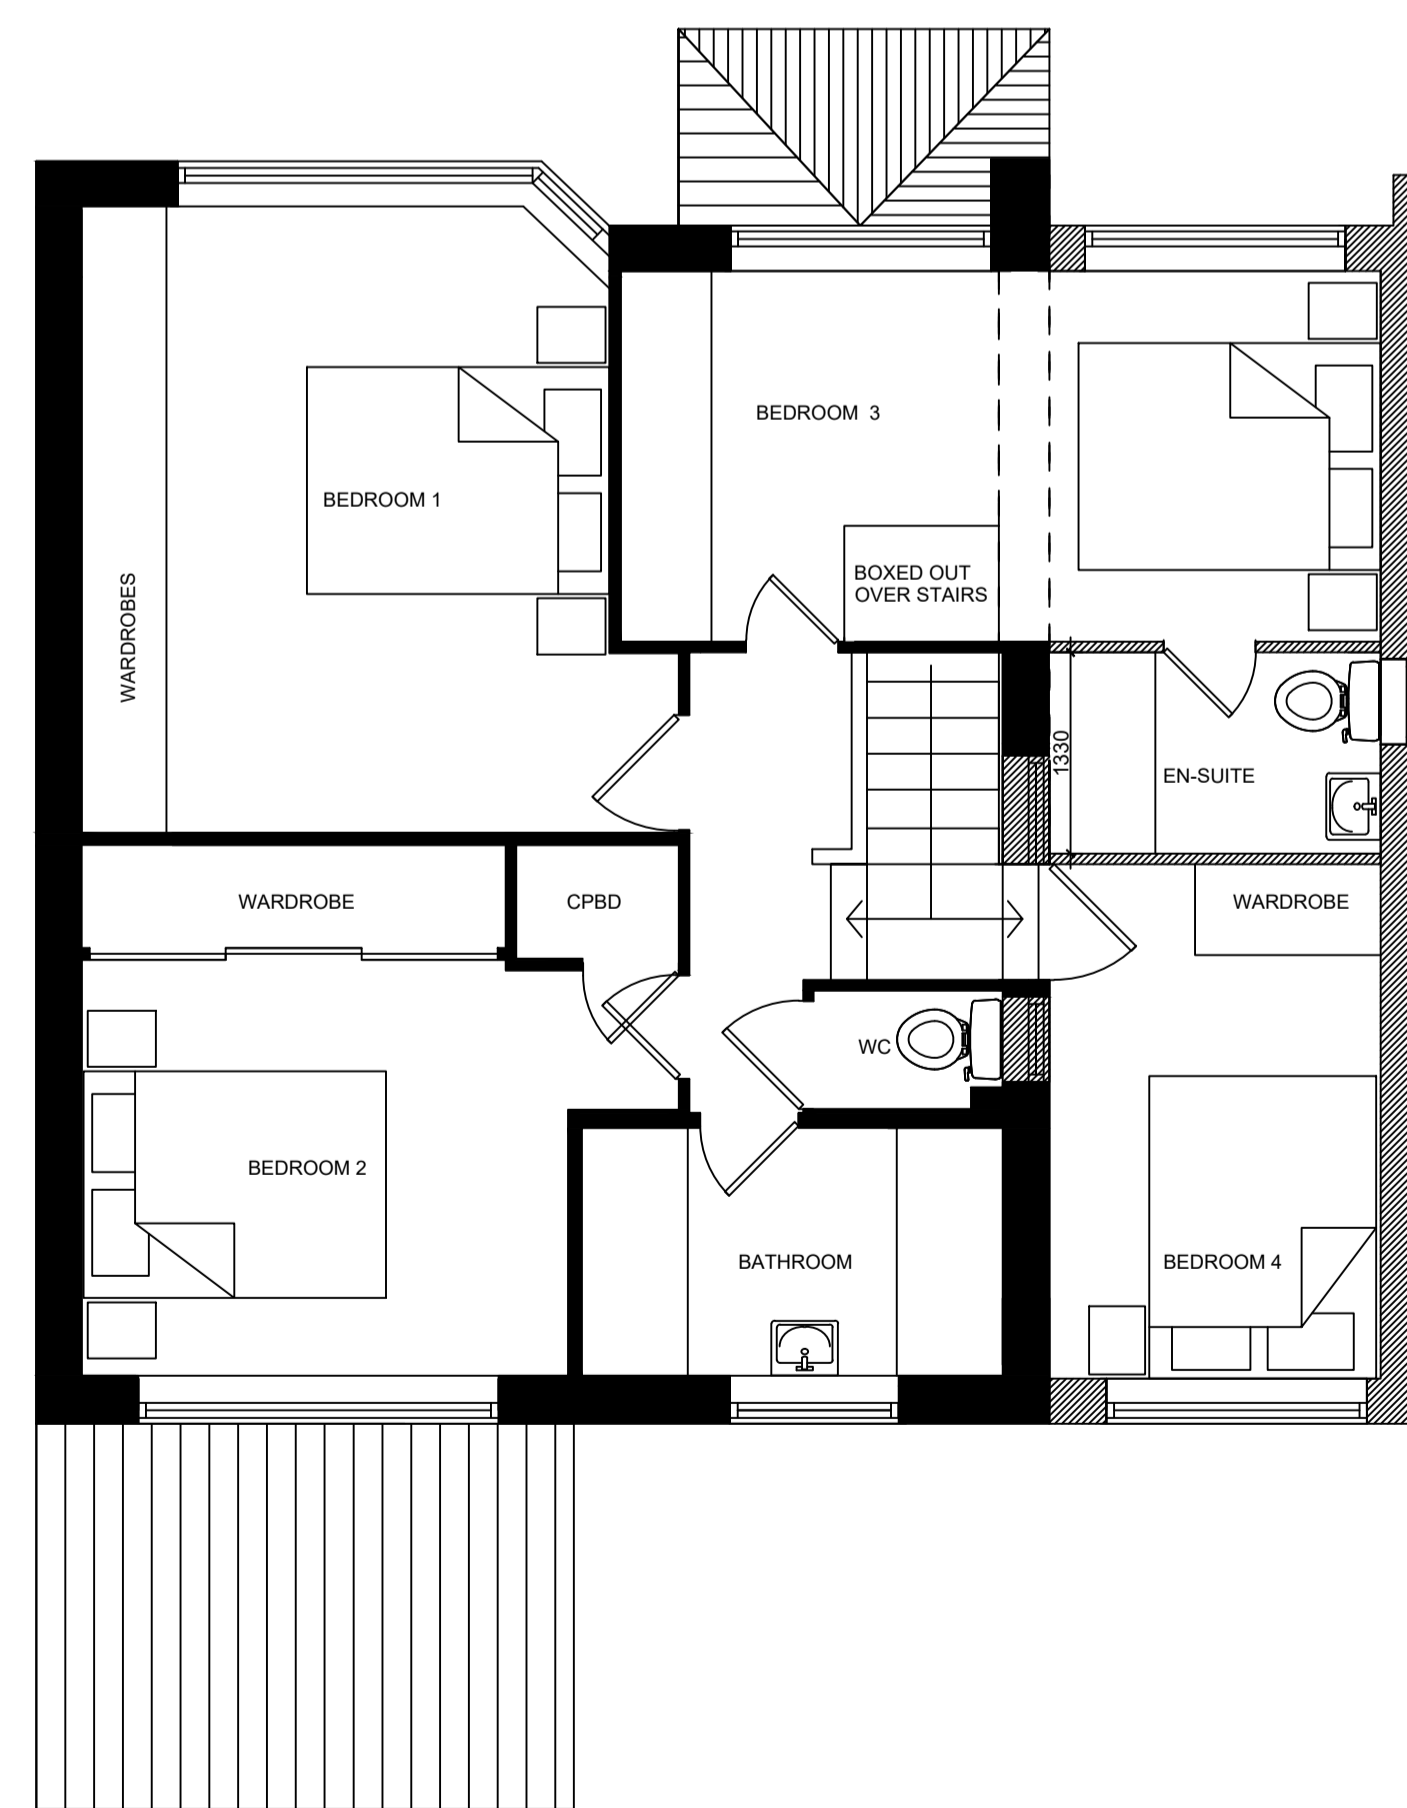 BEDROOM 3
BEDROOM 1
BOXED OUT
OVER STAIRS
WARDROBES
1330
EN-SUITE
WARDROBE
CPBD
WARDROBE
WC
BEDROOM 2
BATHROOM
BEDROOM 4